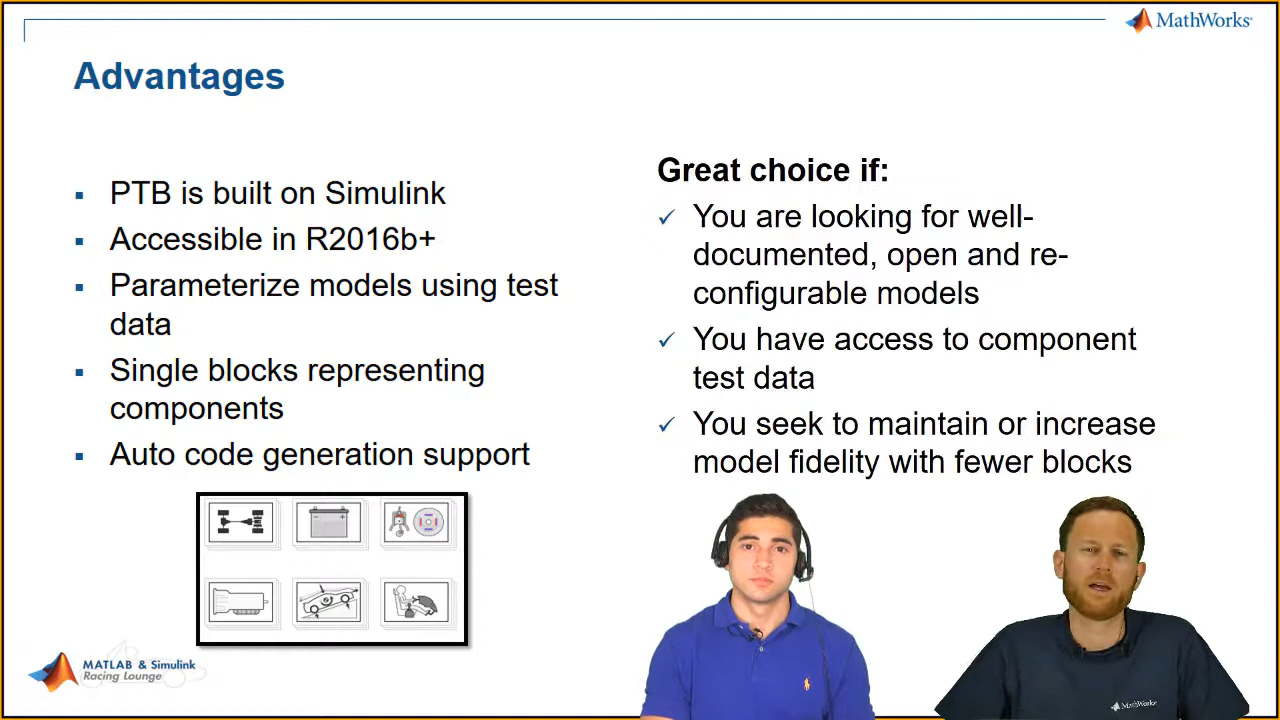 MathWorks®
Advantages
PTB is built on Simulink
Accessible in R2016b+
Parameterize models using test
data
Single blocks representing
components
Auto code generation support
Great choice if:
You are looking for well-
documented, open and re-
configurable models
You have access to component
test data
You seek to maintain or increase
model fidelity with fewer blocks
MATLAB & Simulink
Racing Lounge
MathWorks